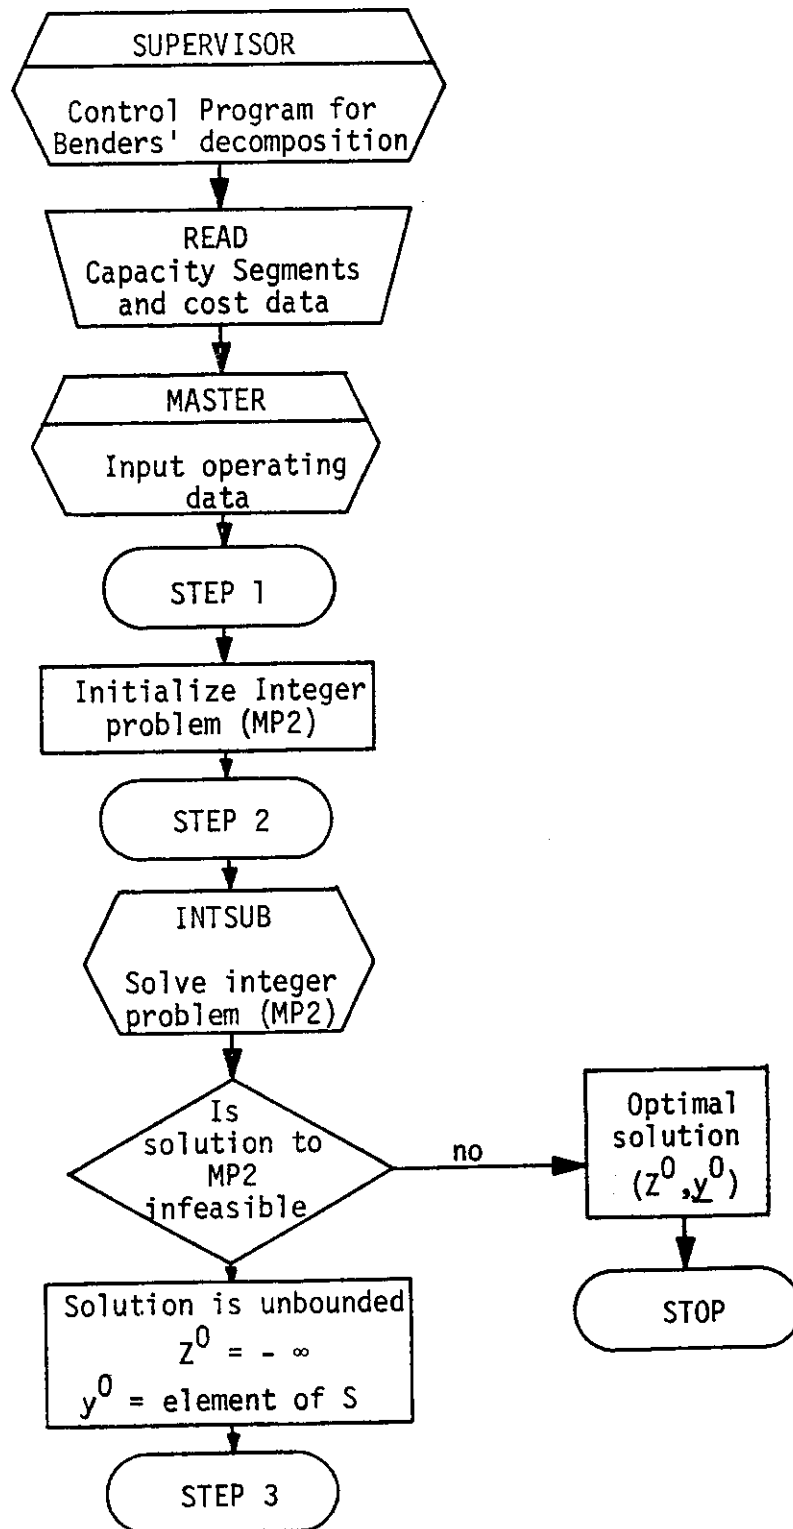 SUPERVISOR
Control Program for
Benders' decomposition
READ
Capacity Segments
and cost data
MASTER
Input operating
data
STEP 1
Initialize Integer
problem (MP2)
STEP 2
INTSUB
Solve integer
problem (MP2)
Is
solution to
MP2
infeasible
no
Optimal
solution
(Z⁰,y⁰)
STOP
Solution is unbounded
Z⁰ = - ∞
y⁰ = element of S
STEP 3